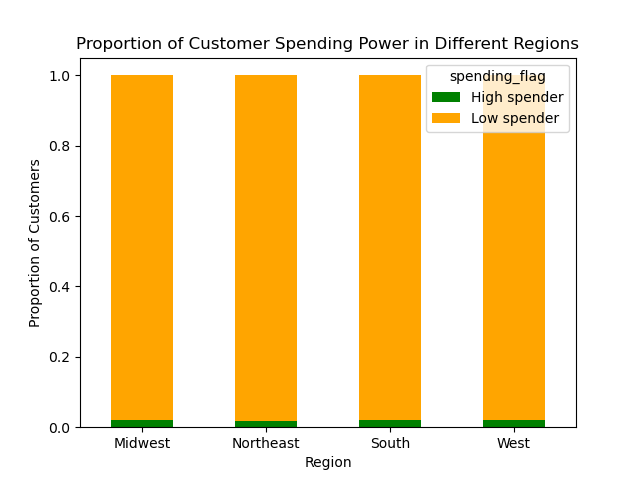 Proportion of Customer Spending Power in Different Regions
spending_flag
High spender
Low spender
Proportion of Customers
1.0
0.8
0.6
0.4
0.2
0.0
Midwest
Northeast
South
West
Region